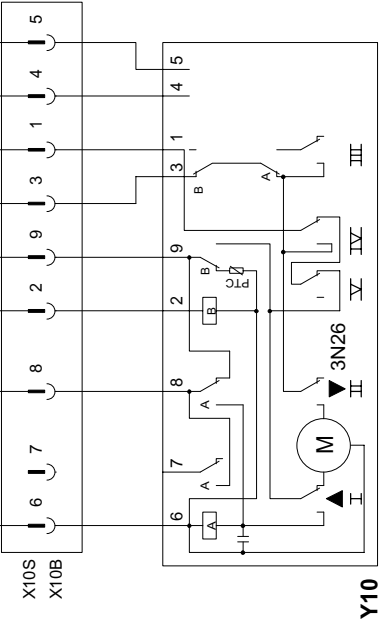 X10S
X10B
6 7 8 2 9 3 1 4 5
6 7 8 2 9 3 1 4 5
A A A B B B A
PTC
M
3N26
I II V IV III
Y10